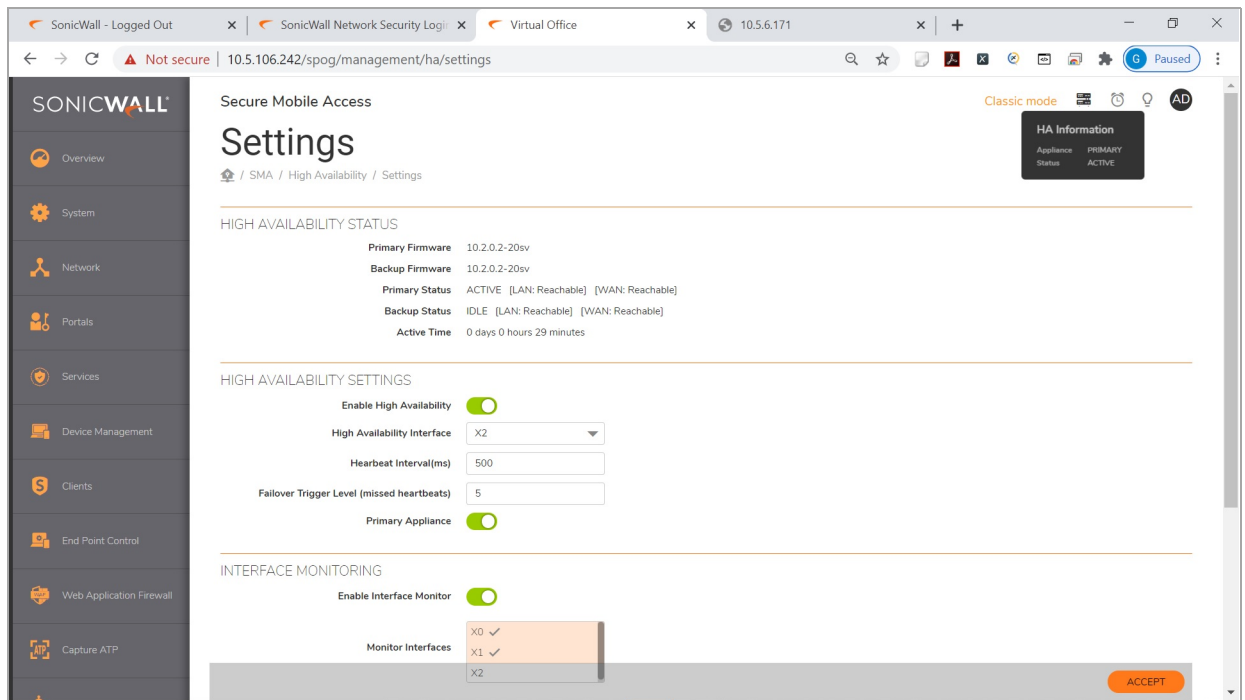 SonicWall - Logged Out
SonicWall Network Security Logi
Virtual Office
10.5.6.171
Not secure
10.5.106.242/spog/management/ha/settings
G Paused
SONICWALL
Secure Mobile Access
Classic mode
AD
Settings
HA Information
Appliance PRIMARY
Status ACTIVE
/ SMA / High Availability / Settings
Overview
System
Network
Portals
Services
Device Management
Clients
End Point Control
Web Application Firewall
Capture ATP
HIGH AVAILABILITY STATUS
Primary Firmware 10.2.0.2-20sv
Backup Firmware 10.2.0.2-20sv
Primary Status ACTIVE [LAN: Reachable] [WAN: Reachable]
Backup Status IDLE [LAN: Reachable] [WAN: Reachable]
Active Time 0 days 0 hours 29 minutes
HIGH AVAILABILITY SETTINGS
Enable High Availability
High Availability Interface X2
Hearbeat Interval(ms) 500
Failover Trigger Level (missed heartbeats) 5
Primary Appliance
INTERFACE MONITORING
Enable Interface Monitor
Monitor Interfaces
X0
X1
X2
ACCEPT